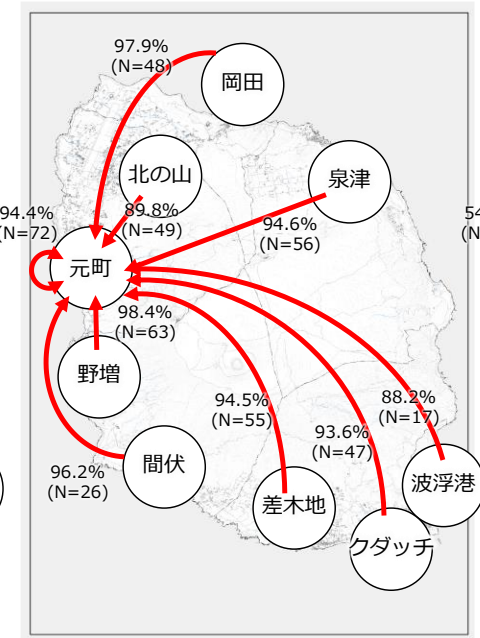 97.9%
(N=48)
岡田
北の山
泉津
89.8%
(N=49)
94.4%
(N=72)
94.6%
(N=56)
54
(N
元町
98.4%
(N=63)
野増
94.5%
(N=55)
88.2%
(N=17)
93.6%
(N=47)
間伏
96.2%
(N=26)
差木地
波浮港
クダッチ